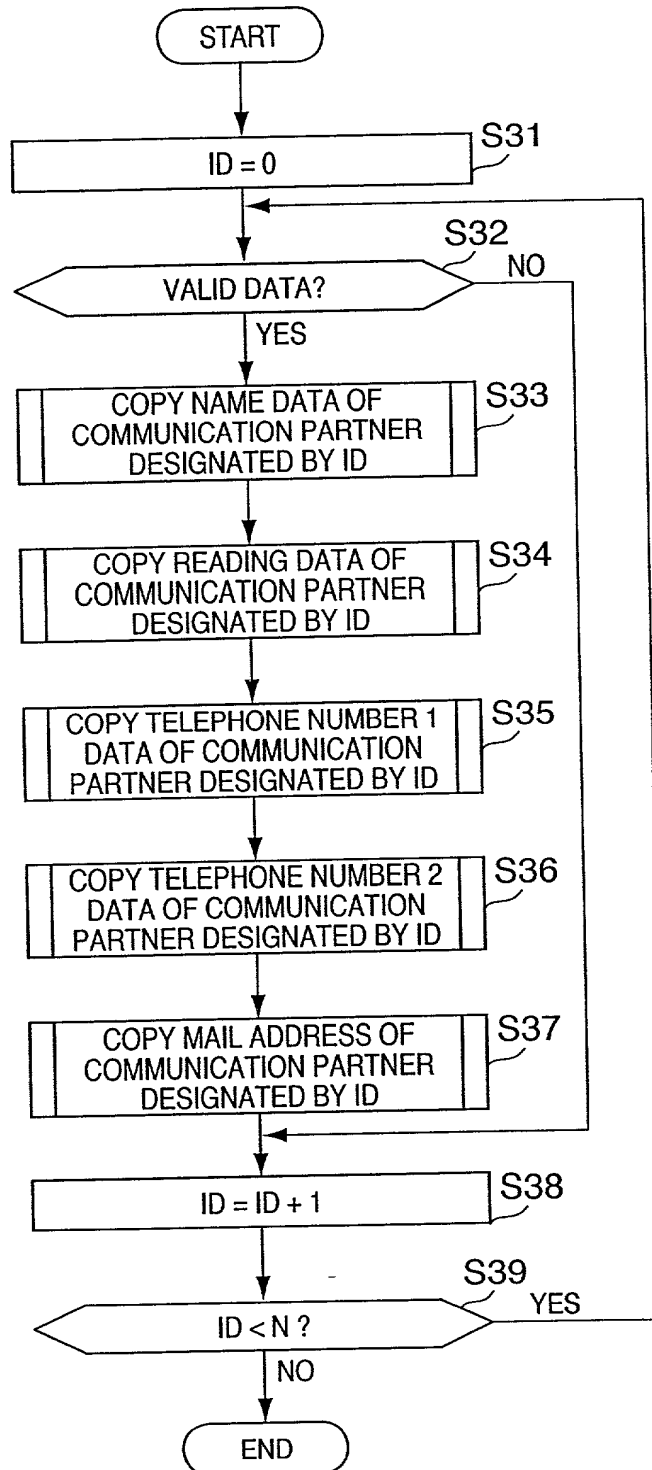 START
S31
ID = 0
S32
VALID DATA?
NO
YES
S33
COPY NAME DATA OF
COMMUNICATION PARTNER
DESIGNATED BY ID
S34
COPY READING DATA OF
COMMUNICATION PARTNER
DESIGNATED BY ID
S35
COPY TELEPHONE NUMBER 1
DATA OF COMMUNICATION
PARTNER DESIGNATED BY ID
S36
COPY TELEPHONE NUMBER 2
DATA OF COMMUNICATION
PARTNER DESIGNATED BY ID
S37
COPY MAIL ADDRESS OF
COMMUNICATION PARTNER
DESIGNATED BY ID
S38
ID = ID + 1
S39
ID < N ?
YES
NO
END